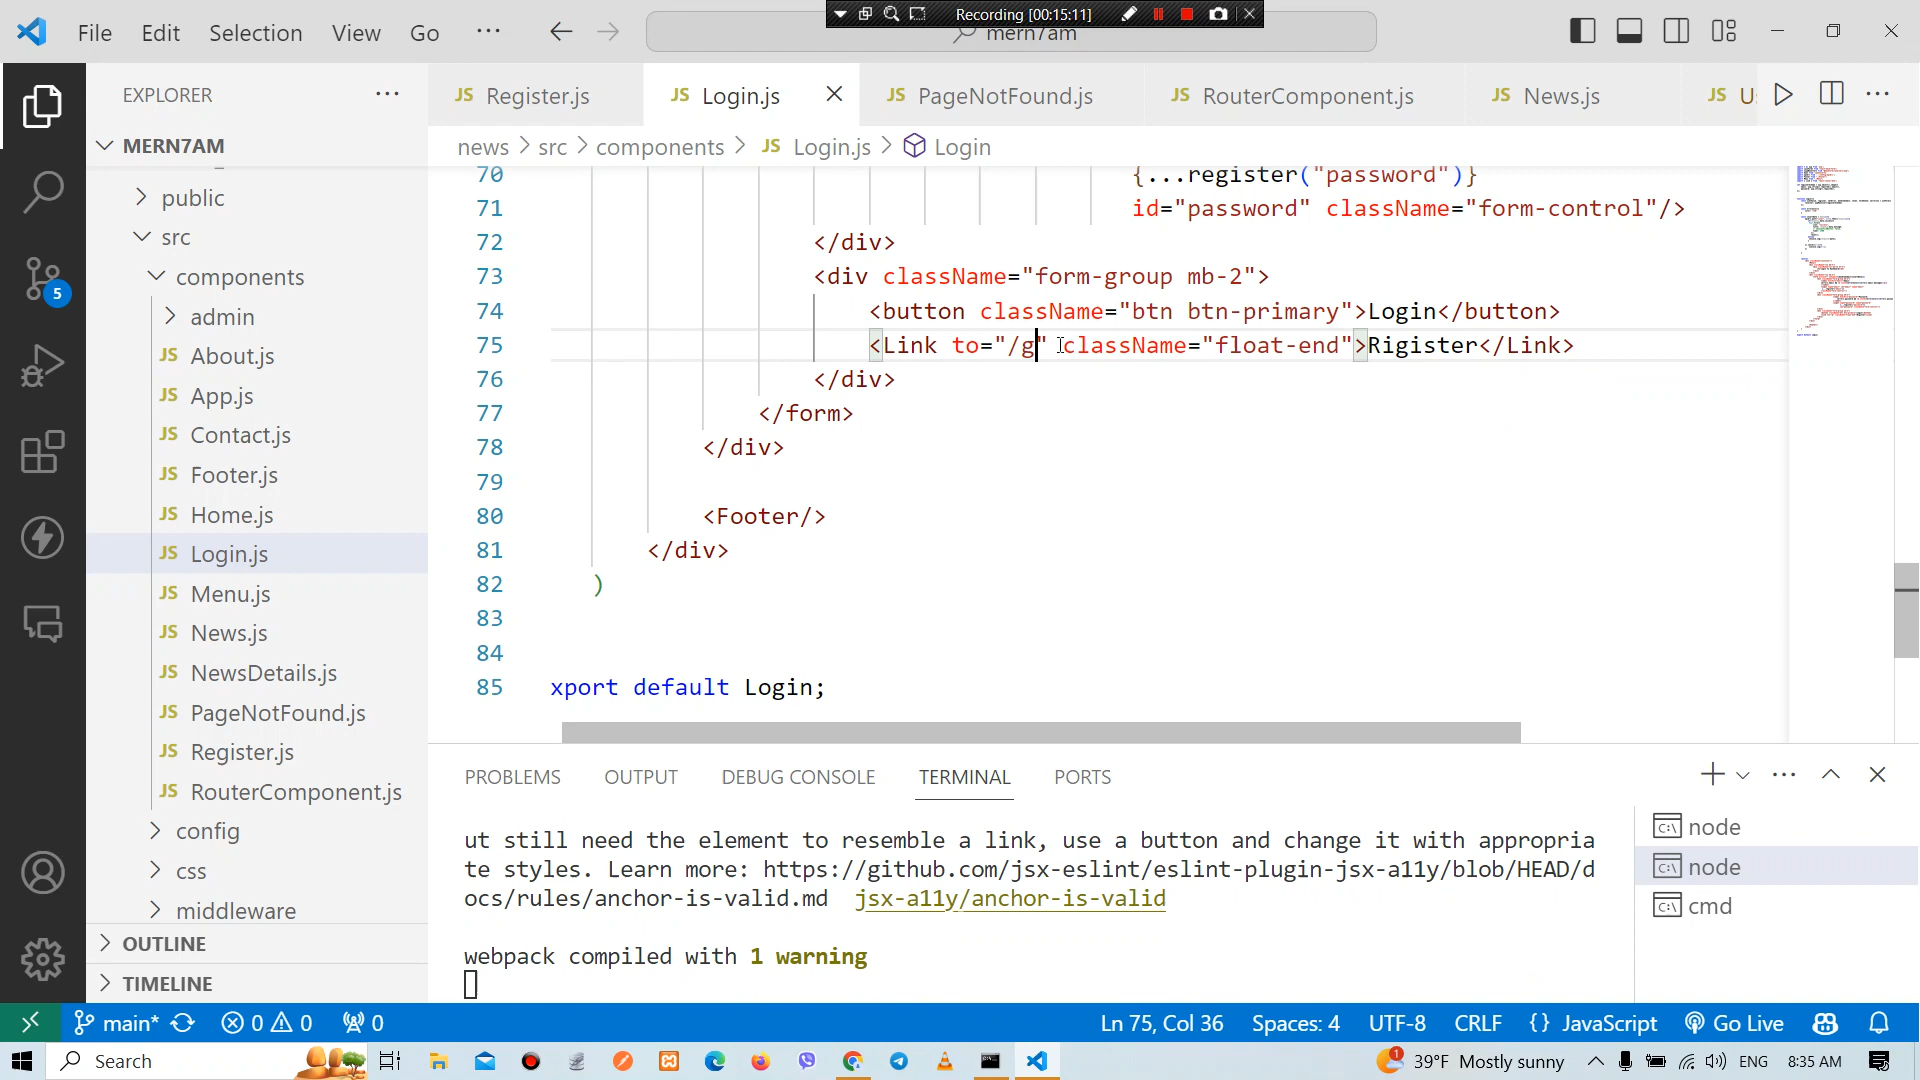 File Edit Selection View Go ···
Recording [00:15:11]
mern7am
EXPLORER
MERN7AM
public
src
components
admin
JS About.js
JS App.js
JS Contact.js
JS Footer.js
JS Home.js
JS Login.js
JS Menu.js
JS News.js
JS NewsDetails.js
JS PageNotFound.js
JS Register.js
JS RouterComponent.js
config
css
middleware
OUTLINE
TIMELINE
5
JS Register.js JS Login.js JS PageNotFound.js JS RouterComponent.js JS News.js JS Us
news > src > components > JS Login.js > Login
70 {...register("password")}
71 id="password" className="form-control"/>
72 </div>
73 <div className="form-group mb-2">
74 <button className="btn btn-primary">Login</button>
75 <Link to="/g" className="float-end">Rigister</Link>
76 </div>
77 </form>
78 </div>
79
80 <Footer/>
81 </div>
82 )
83
84
85 xport default Login;
PROBLEMS OUTPUT DEBUG CONSOLE TERMINAL PORTS
ut still need the element to resemble a link, use a button and change it with appropria
te styles. Learn more: https://github.com/jsx-eslint/eslint-plugin-jsx-a11y/blob/HEAD/d
ocs/rules/anchor-is-valid.md jsx-a11y/anchor-is-valid
webpack compiled with 1 warning
node
node
cmd
main* 0 0 0 Ln 75, Col 36 Spaces: 4 UTF-8 CRLF {} JavaScript Go Live
Search 1 39°F Mostly sunny ENG 8:35 AM